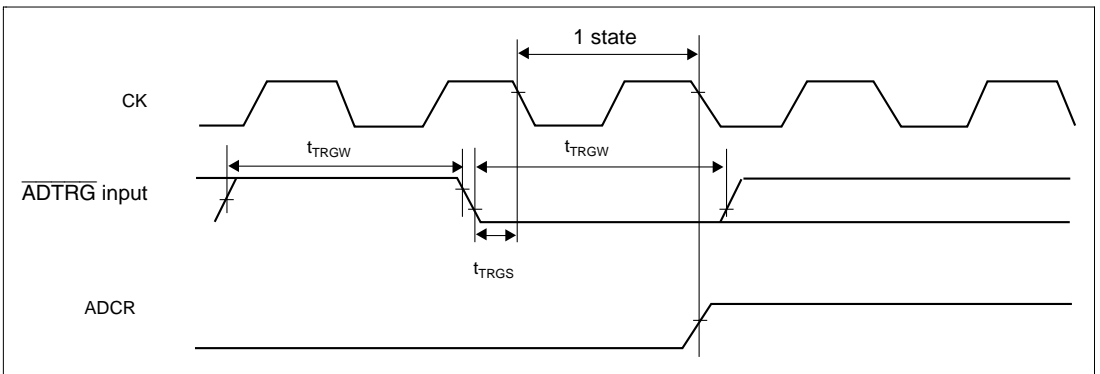 1 state
CK
tTRGW
tTRGW
ADTRG input
tTRGS
ADCR